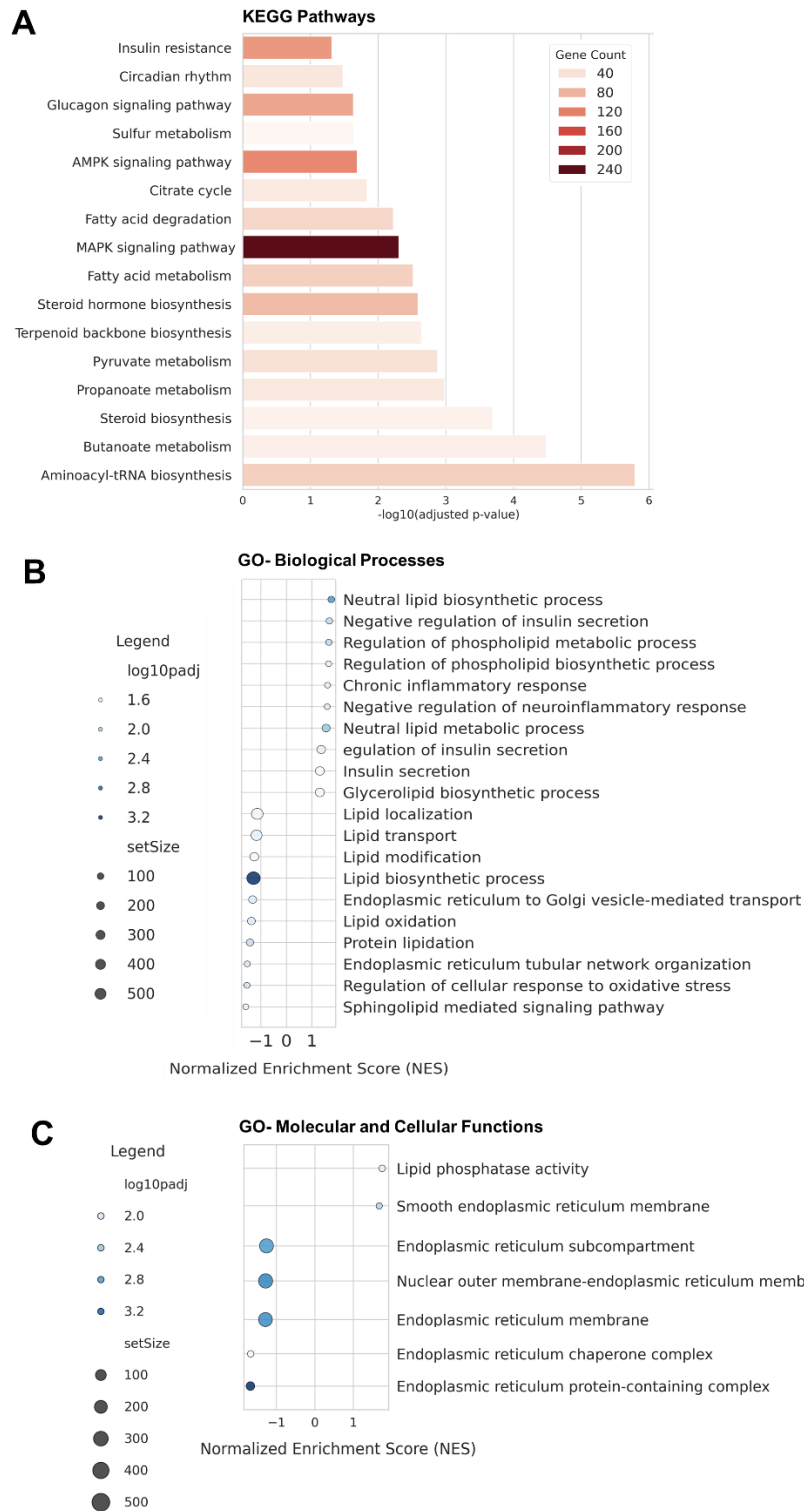 A
KEGG Pathways
Insulin resistance
Circadian rhythm
Glucagon signaling pathway
Sulfur metabolism
AMPK signaling pathway
Citrate cycle
Fatty acid degradation
MAPK signaling pathway
Fatty acid metabolism
Steroid hormone biosynthesis
Terpenoid backbone biosynthesis
Pyruvate metabolism
Propanoate metabolism
Steroid biosynthesis
Butanoate metabolism
Aminoacyl-tRNA biosynthesis
Gene Count
40
80
120
160
200
240
0 1 2 3 4 5 6
-log10(adjusted p-value)
B
GO- Biological Processes
Legend
log10padj
1.6
2.0
2.4
2.8
3.2
setSize
100
200
300
400
500
Neutral lipid biosynthetic process
Negative regulation of insulin secretion
Regulation of phospholipid metabolic process
Regulation of phospholipid biosynthetic process
Chronic inflammatory response
Negative regulation of neuroinflammatory response
Neutral lipid metabolic process
egulation of insulin secretion
Insulin secretion
Glycerolipid biosynthetic process
Lipid localization
Lipid transport
Lipid modification
Lipid biosynthetic process
Endoplasmic reticulum to Golgi vesicle-mediated transport
Lipid oxidation
Protein lipidation
Endoplasmic reticulum tubular network organization
Regulation of cellular response to oxidative stress
Sphingolipid mediated signaling pathway
−1 0 1
Normalized Enrichment Score (NES)
C
GO- Molecular and Cellular Functions
Legend
log10padj
2.0
2.4
2.8
3.2
setSize
100
200
300
400
500
Lipid phosphatase activity
Smooth endoplasmic reticulum membrane
Endoplasmic reticulum subcompartment
Nuclear outer membrane-endoplasmic reticulum memb
Endoplasmic reticulum membrane
Endoplasmic reticulum chaperone complex
Endoplasmic reticulum protein-containing complex
−1 0 1
Normalized Enrichment Score (NES)